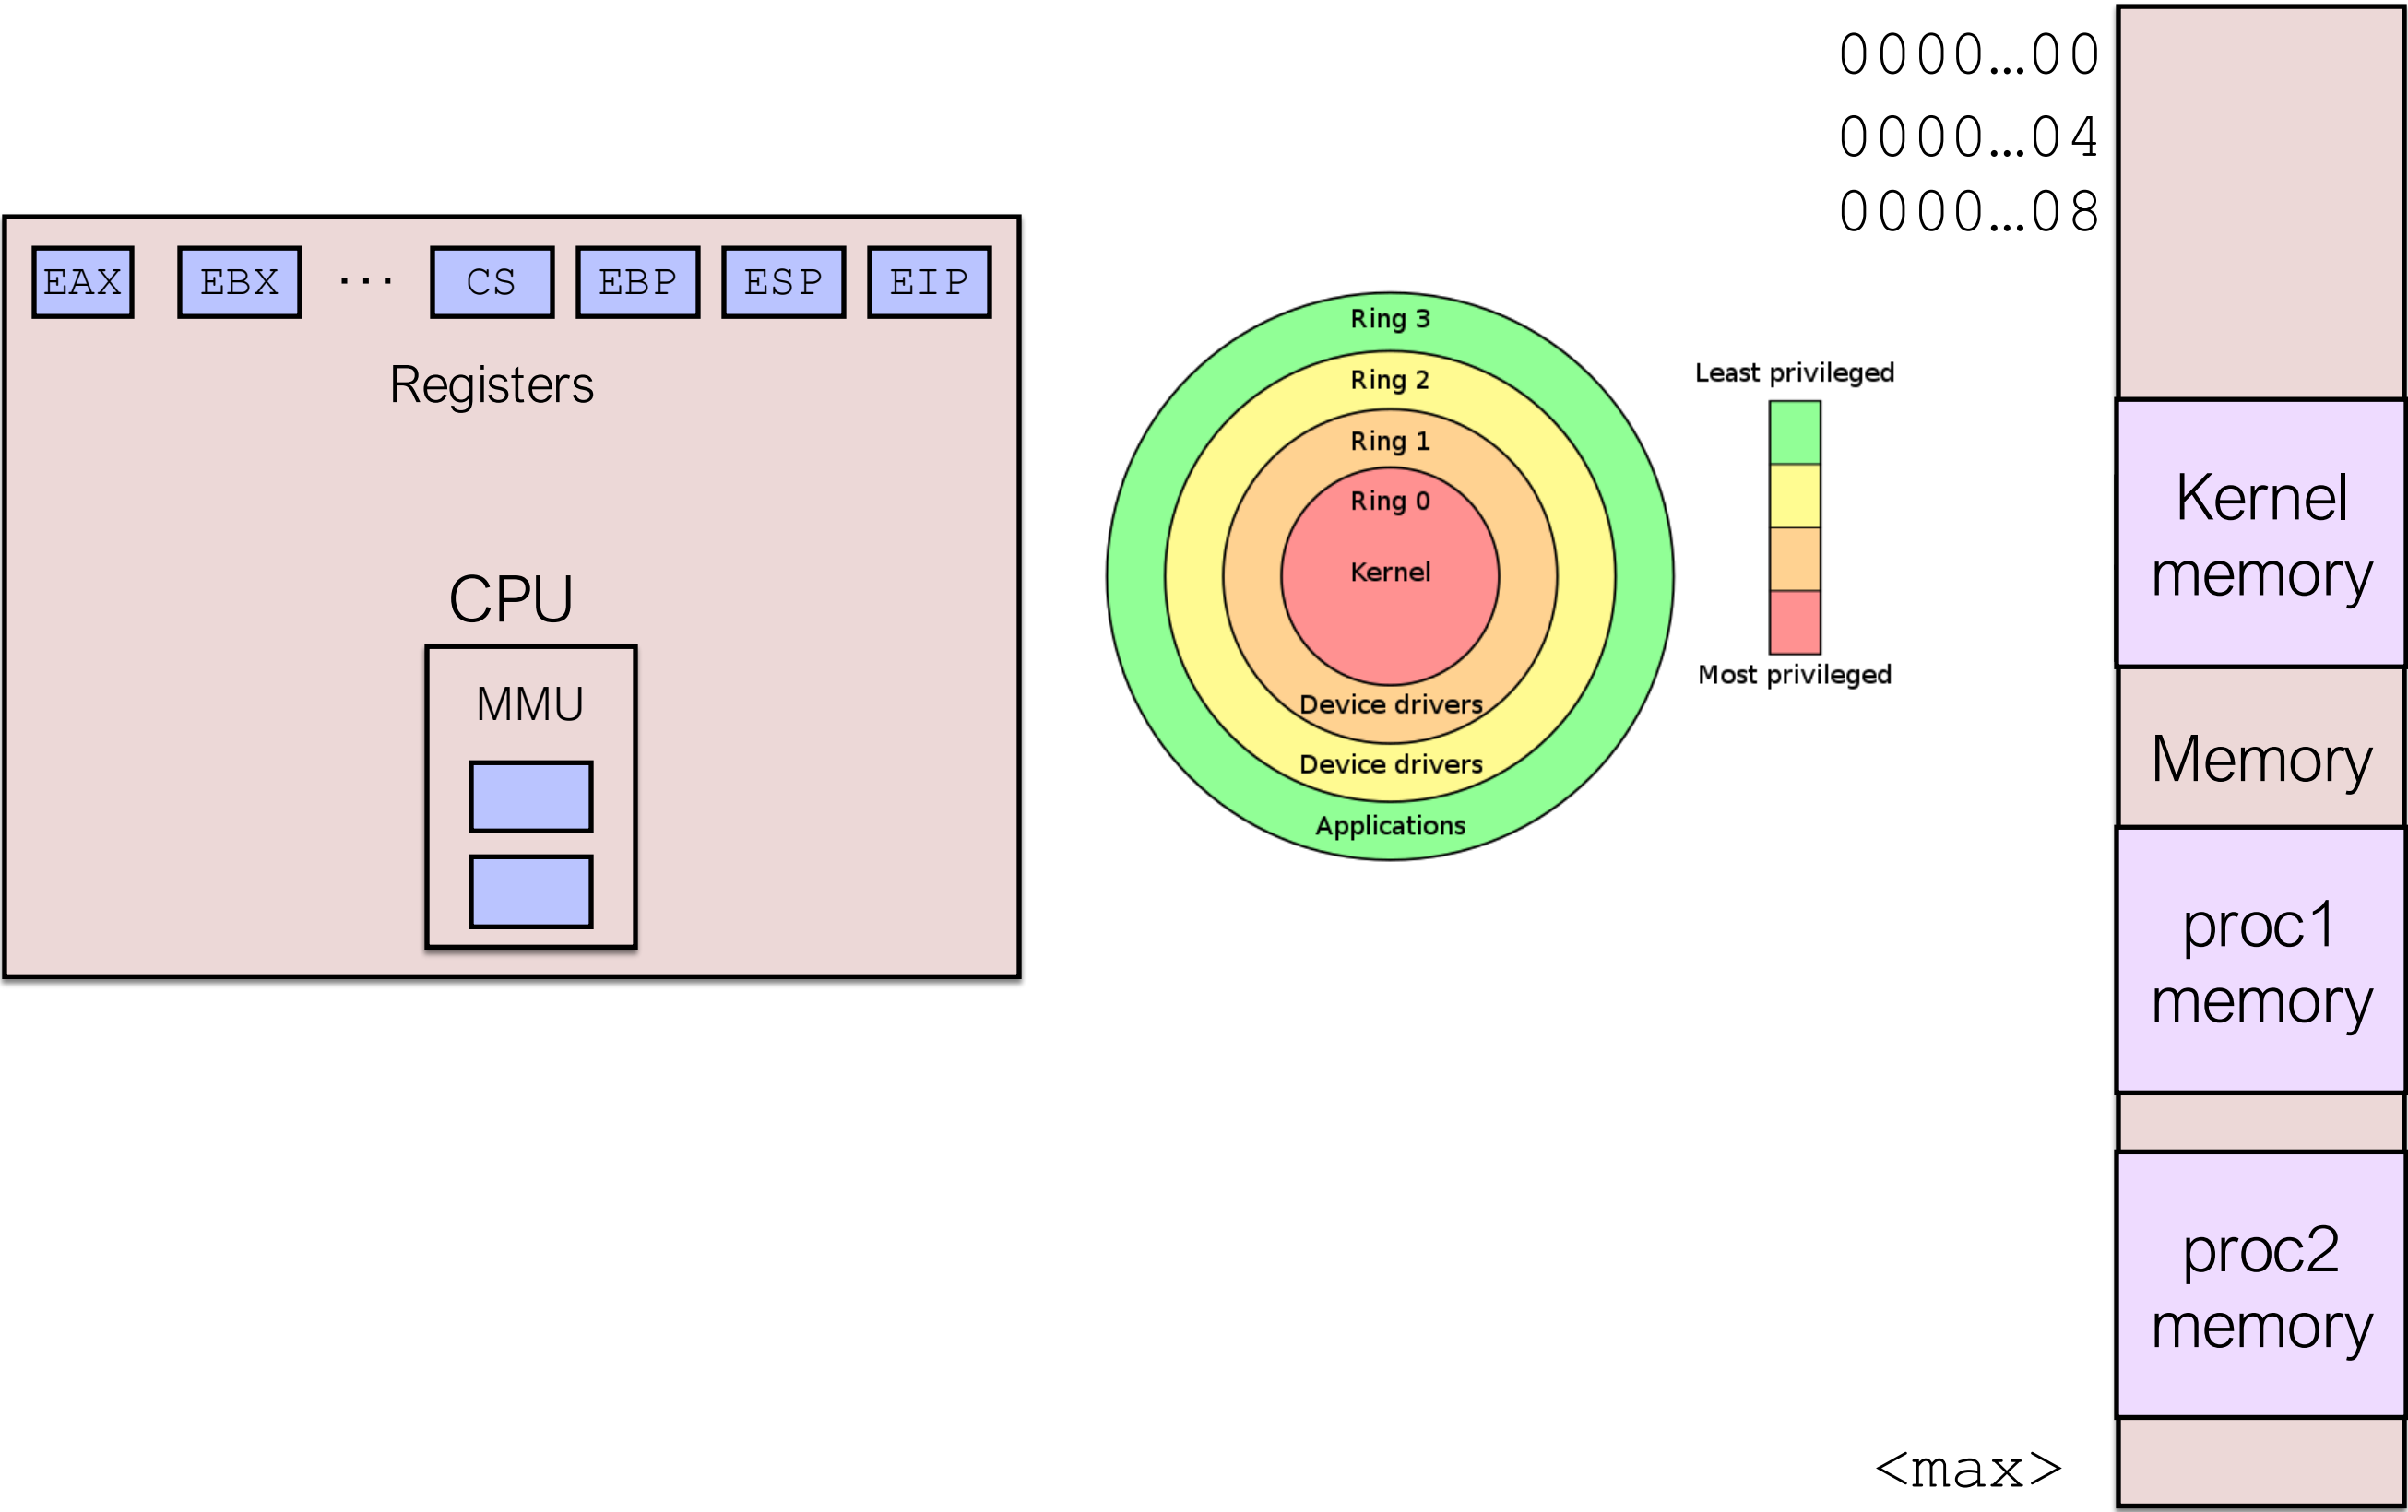 EAX
EBX
...
CS
EBP
ESP
EIP
Registers
CPU
MMU
Ring 3
Ring 2
Ring 1
Ring 0
Kernel
Device drivers
Device drivers
Applications
Least privileged
Most privileged
0000…00
0000…04
0000…08
<max>
Kernel
memory
Memory
proc1
memory
proc2
memory